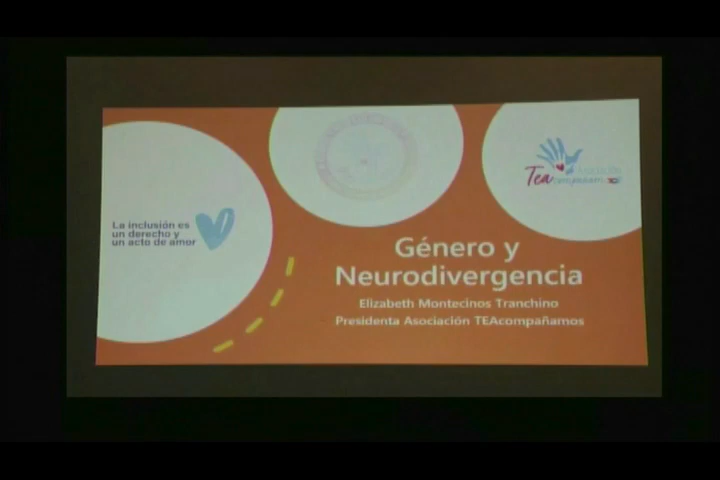 La inclusión es
un derecho y
un acto de amor
Tea
Género y
Neurodivergencia
Elizabeth Montecinos Tranchino
Presidenta Asociación TEAcompañamos